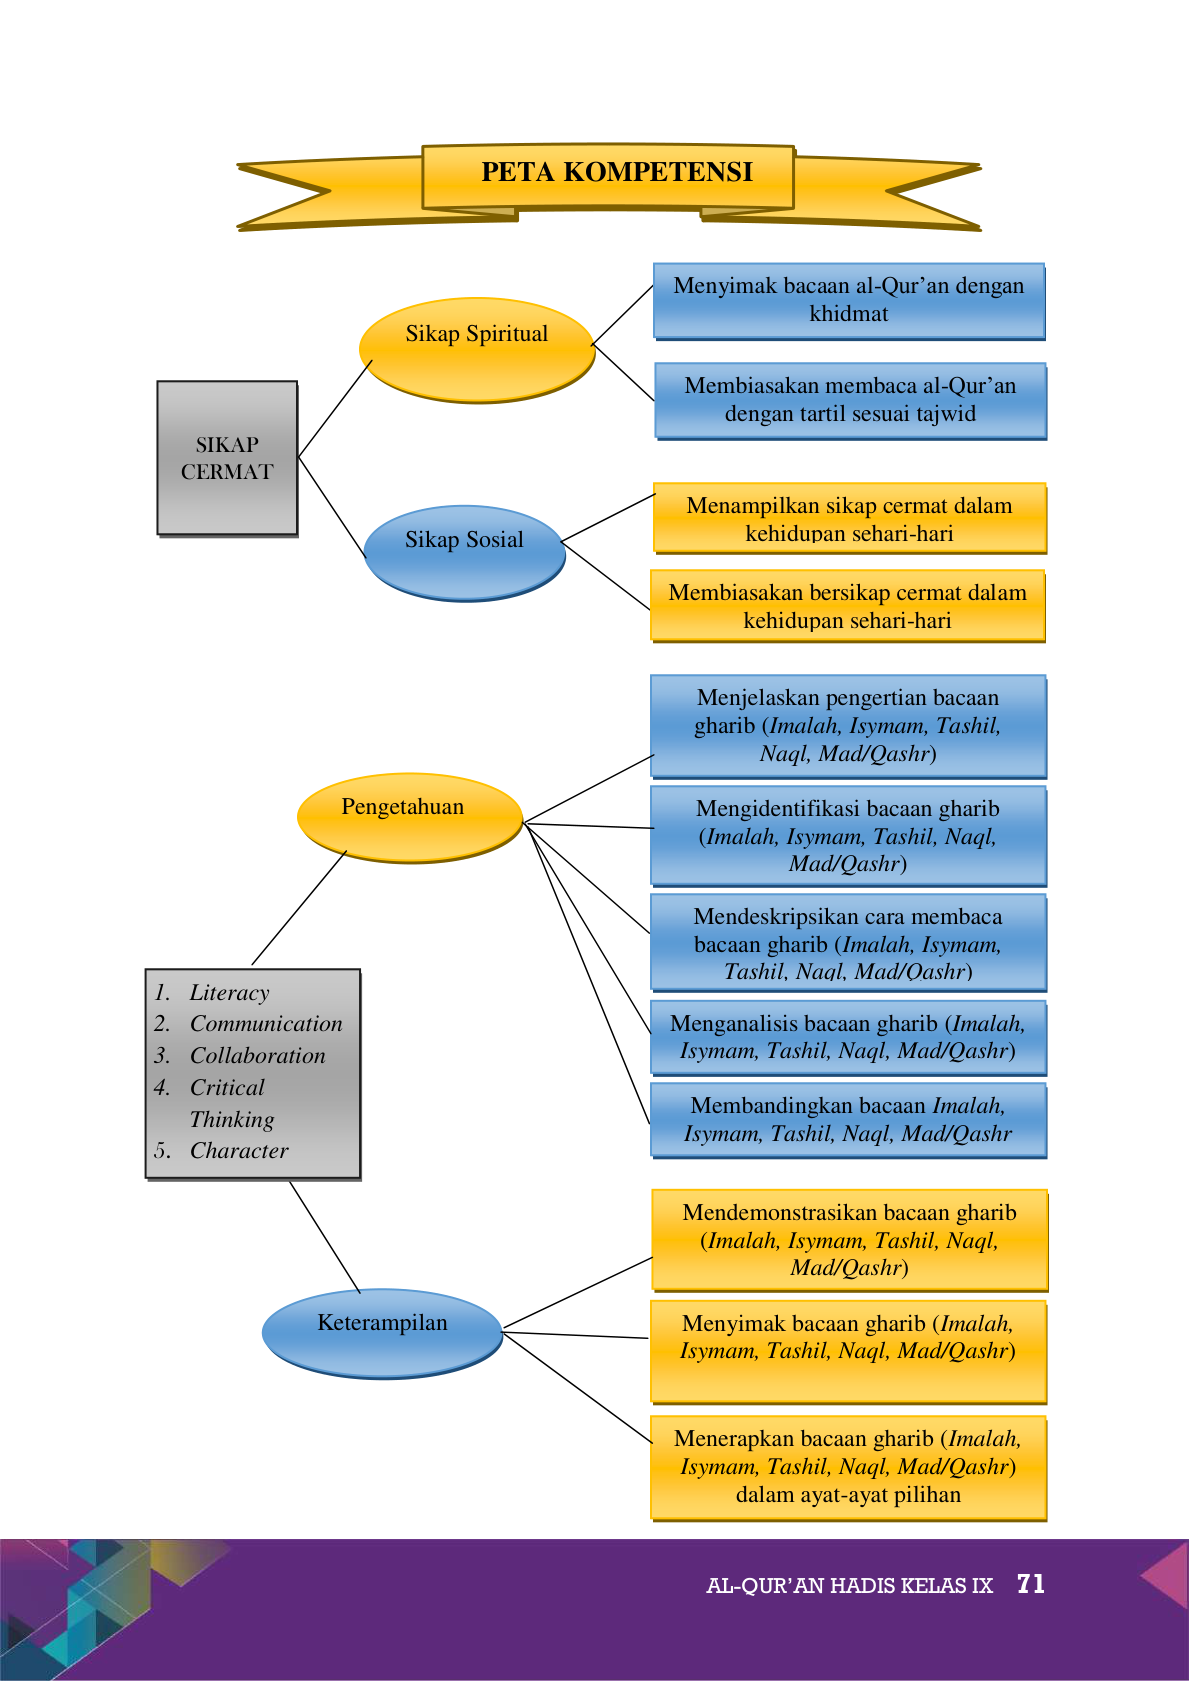 PETA KOMPETENSI
Menyimak bacaan al-Qur’an dengan
khidmat
Sikap Spiritual
Membiasakan membaca al-Qur’an
dengan tartil sesuai tajwid
SIKAP
CERMAT
Menampilkan sikap cermat dalam
kehidupan sehari-hari
Sikap Sosial
Membiasakan bersikap cermat dalam
kehidupan sehari-hari
Menjelaskan pengertian bacaan
gharib (Imalah, Isymam, Tashil,
Naql, Mad/Qashr)
Pengetahuan
Mengidentifikasi bacaan gharib
(Imalah, Isymam, Tashil, Naql,
Mad/Qashr)
Mendeskripsikan cara membaca
bacaan gharib (Imalah, Isymam,
Tashil, Naql, Mad/Qashr)
1. Literacy
2. Communication
3. Collaboration
4. Critical
Thinking
5. Character
Menganalisis bacaan gharib (Imalah,
Isymam, Tashil, Naql, Mad/Qashr)
Membandingkan bacaan Imalah,
Isymam, Tashil, Naql, Mad/Qashr
Mendemonstrasikan bacaan gharib
(Imalah, Isymam, Tashil, Naql,
Mad/Qashr)
Keterampilan
Menyimak bacaan gharib (Imalah,
Isymam, Tashil, Naql, Mad/Qashr)
Menerapkan bacaan gharib (Imalah,
Isymam, Tashil, Naql, Mad/Qashr)
dalam ayat-ayat pilihan
AL-QUR’AN HADIS KELAS IX 71